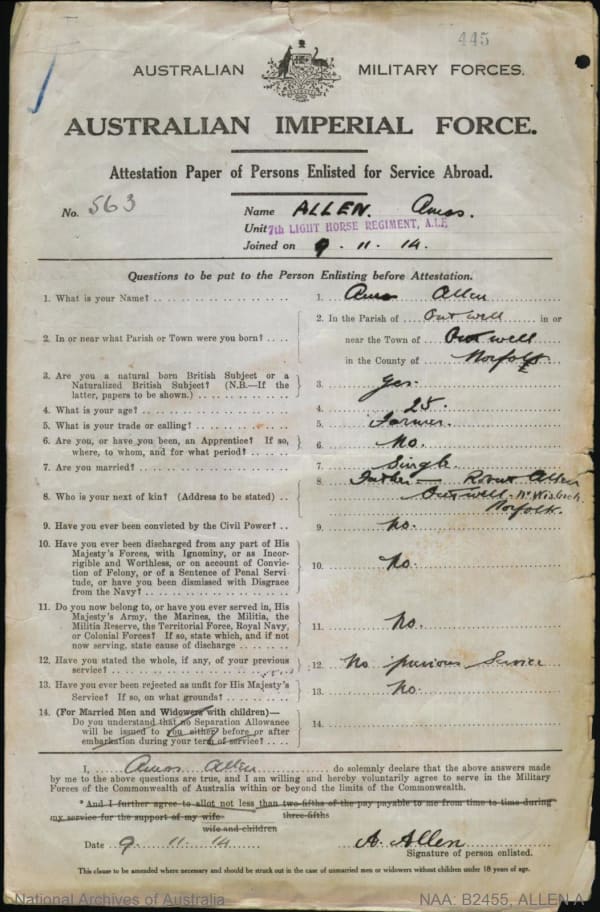 445
AUSTRALIAN MILITARY FORCES.
AUSTRALIAN IMPERIAL FORCE.
Attestation Paper of Persons Enlisted for Service Abroad.
No. 563
Name ALLEN. Amos.
Unit 7th LIGHT HORSE REGIMENT, A.I.F.
Joined on 9 . 11 . 14.
Questions to be put to the Person Enlisting before Attestation.
1. What is your Name? 1. Amos Allen
2. In or near what Parish or Town were you born? 2. In the Parish of Outwell in or
near the Town of Outwell
in the County of Norfolk
3. Are you a natural born British Subject or a
Naturalized British Subject? (N.B.—If the
latter, papers to be shown.) 3. Yes.
4. What is your age? 4. 25
5. What is your trade or calling? 5. Farmer.
6. Are you, or have you been, an Apprentice? If so,
where, to whom, and for what period? 6. No.
7. Are you married? 7. Single.
8. Who is your next of kin? (Address to be stated) 8. Father — Robert Allen
Outwell - Nr Wisbech
Norfolk.
9. Have you ever been convicted by the Civil Power? 9. No.
10. Have you ever been discharged from any part of His
Majesty's Forces, with Ignominy, or as Incor-
rigible and Worthless, or on account of Convic-
tion of Felony, or of a Sentence of Penal Servi-
tude, or have you been dismissed with Disgrace
from the Navy? 10. No.
11. Do you now belong to, or have you ever served in, His
Majesty's Army, the Marines, the Militia, the
Militia Reserve, the Territorial Force, Royal Navy,
or Colonial Forces? If so, state which, and if not
now serving, state cause of discharge 11. No.
12. Have you stated the whole, if any, of your previous
service? 12. No previous Service
13. Have you ever been rejected as unfit for His Majesty's
Service? If so, on what grounds? 13. No.
14. (For Married Men and Widowers with children)—
Do you understand that no Separation Allowance
will be issued to you either before or after
embarkation during your term of service? 14.
I, Amos Allen do solemnly declare that the above answers made
by me to the above questions are true, and I am willing and hereby voluntarily agree to serve in the Military
Forces of the Commonwealth of Australia within or beyond the limits of the Commonwealth.
*And I further agree to allot not less than two-fifths of the pay payable to me from time to time during
my service for the support of my wife three-fifths
wife and children
Date 9 . 11 . 14 A. Allen
Signature of person enlisted.
This clause to be amended where necessary and should be struck out in the case of unmarried men or widowers without children under 18 years of age.
National Archives of Australia NAA: B2455, ALLEN A